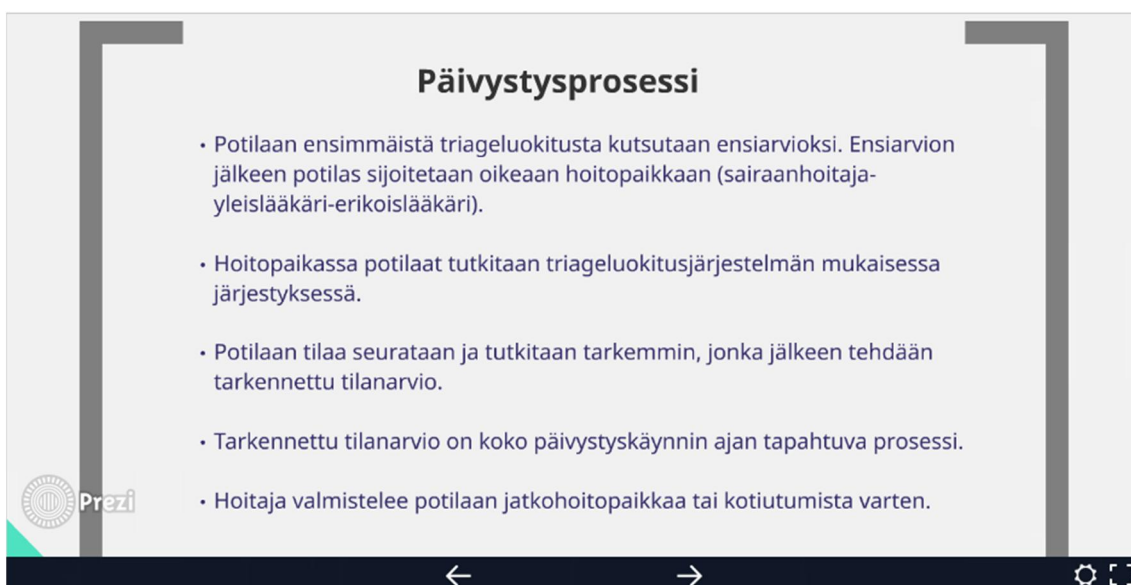 Päivystysprosessi
• Potilaan ensimmäistä triageluokitusta kutsutaan ensiarvioksi. Ensiarvion
jälkeen potilas sijoitetaan oikeaan hoitopaikkaan (sairaanhoitaja-
yleislääkäri-erikoislääkäri).
• Hoitopaikassa potilaat tutkitaan triageluokitusjärjestelmän mukaisessa
järjestyksessä.
• Potilaan tilaa seurataan ja tutkitaan tarkemmin, jonka jälkeen tehdään
tarkennettu tilanarvio.
• Tarkennettu tilanarvio on koko päivystyskäynnin ajan tapahtuva prosessi.
• Hoitaja valmistelee potilaan jatkohoitopaikkaa tai kotiutumista varten.
Prezi